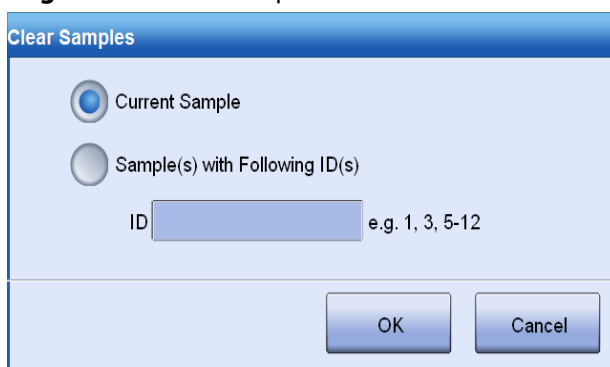 Clear Samples
Current Sample
Sample(s) with Following ID(s)
ID e.g. 1, 3, 5-12
OK Cancel